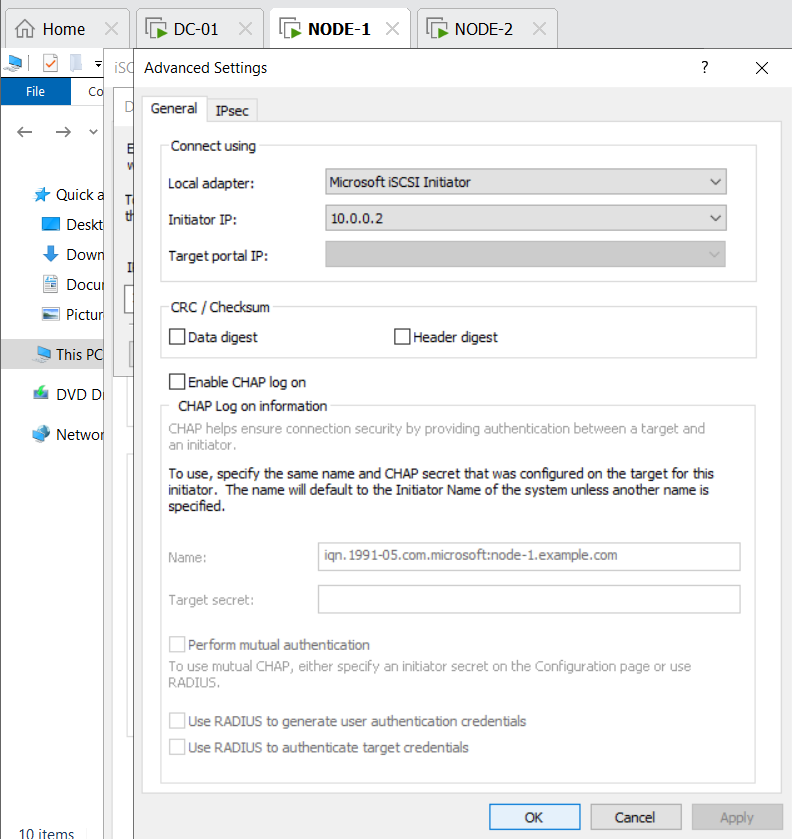 Home
DC-01
NODE-1
NODE-2
iSC
Advanced Settings
?
File
Co
D
General
IPsec
E
w
Connect using
Local adapter:
Microsoft iSCSI Initiator
To
th
Initiator IP:
10.0.0.2
Target portal IP:
Quick a
Deskt
Down
Docur
Pictur
This PC
DVD Dr
Networ
CRC / Checksum
Data digest
Header digest
Enable CHAP log on
CHAP Log on information
CHAP helps ensure connection security by providing authentication between a target and
an initiator.
To use, specify the same name and CHAP secret that was configured on the target for this
initiator. The name will default to the Initiator Name of the system unless another name is
specified.
Name:
iqn.1991-05.com.microsoft:node-1.example.com
Target secret:
Perform mutual authentication
To use mutual CHAP, either specify an initiator secret on the Configuration page or use
RADIUS.
Use RADIUS to generate user authentication credentials
Use RADIUS to authenticate target credentials
OK
Cancel
Apply
10 items